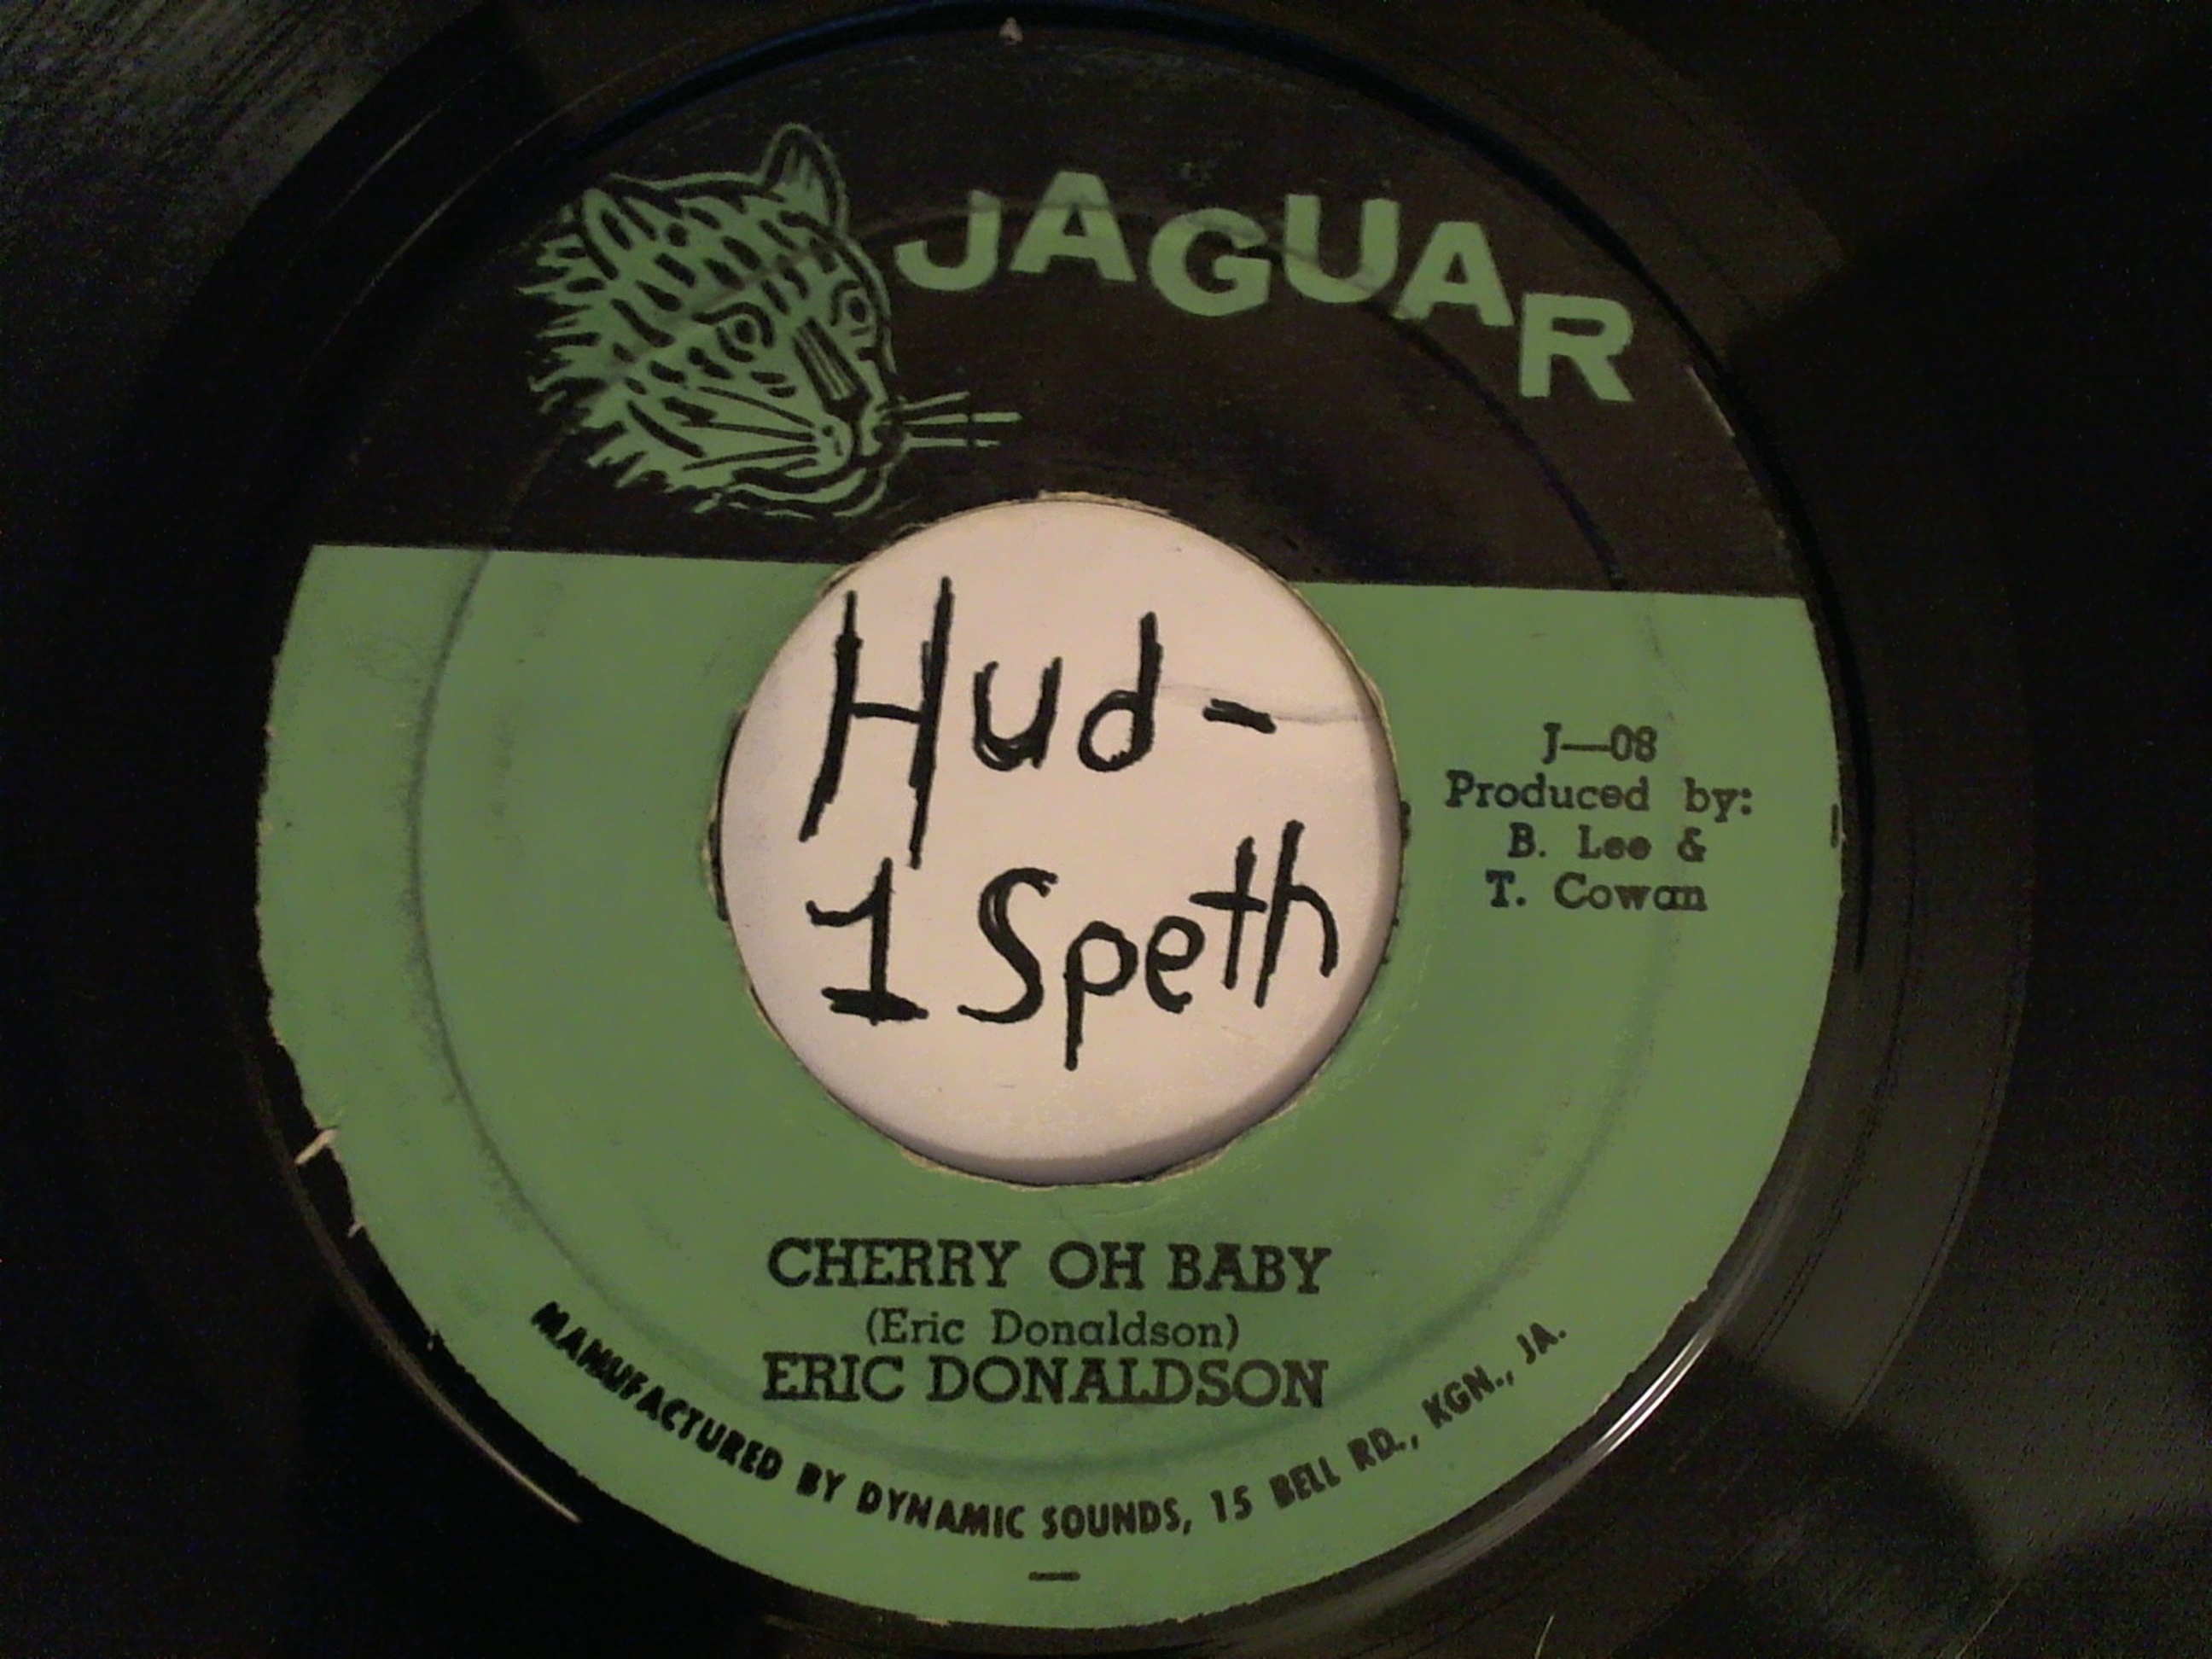 JAGUAR
Hud-
1 Speth
J—08
Produced by:
B. Lee &
T. Cowan
CHERRY OH BABY
(Eric Donaldson)
ERIC DONALDSON
MANUFACTURED BY DYNAMIC SOUNDS, 15 BELL RD., KGN., JA.